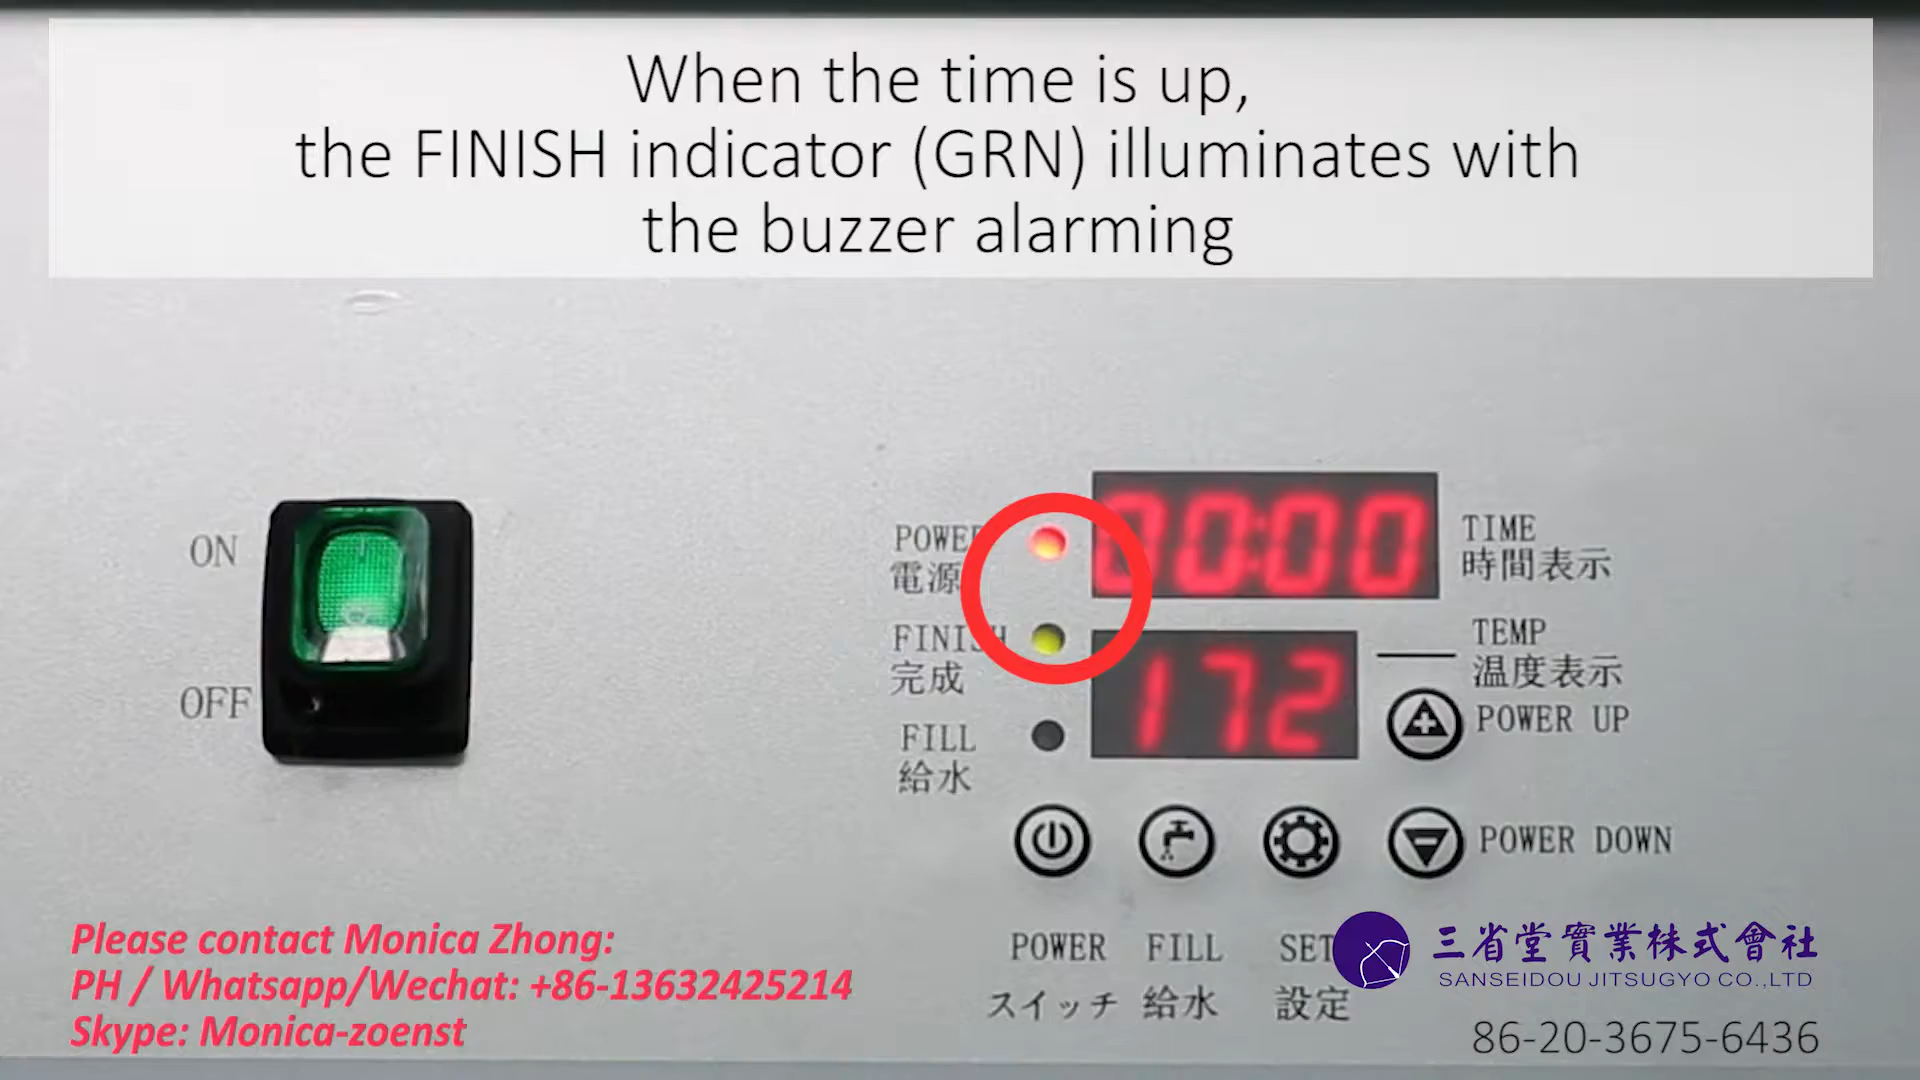 When the time is up,
the FINISH indicator (GRN) illuminates with
the buzzer alarming
ON
OFF
POWER
電源
FINISH
完成
FILL
給水
00:00
TIME
時間表示
172
TEMP
温度表示
POWER UP
POWER DOWN
POWER
スイッチ
FILL
給水
SET
設定
Please contact Monica Zhong:
PH / Whatsapp/Wechat: +86-13632425214
Skype: Monica-zoenst
三省堂實業株式會社
SANSEIDOU JITSUGYO CO.,LTD
86-20-3675-6436